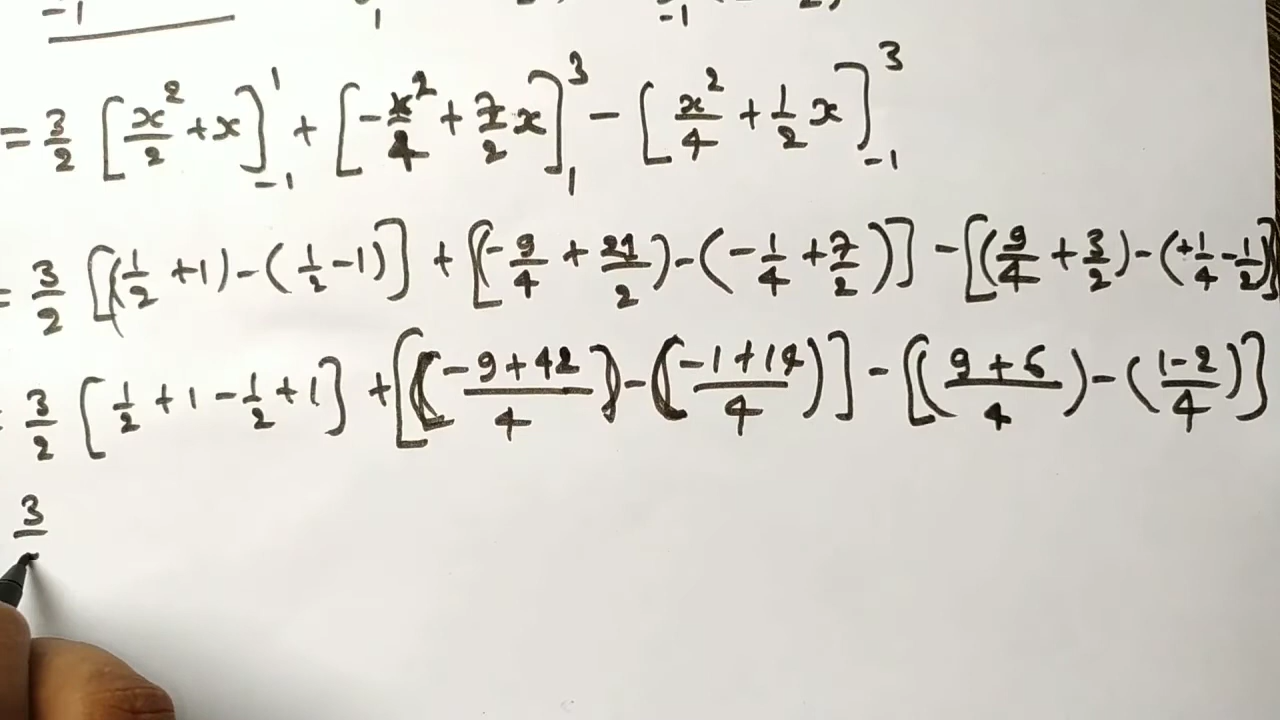 = 3/2 [x²/2 + x]₋₁¹ + [-x²/4 + 7/2 x]₁³ - [x²/4 + 1/2 x]₋₁³
= 3/2 [(1/2 + 1) - (1/2 - 1)] + [(-9/4 + 21/2) - (-1/4 + 7/2)] - [(9/4 + 3/2) - (+1/4 - 1/2)]
= 3/2 [1/2 + 1 - 1/2 + 1] + [((-9 + 42)/4) - ((-1 + 14)/4)] - [((9 + 6)/4) - ((1 - 2)/4)]
3